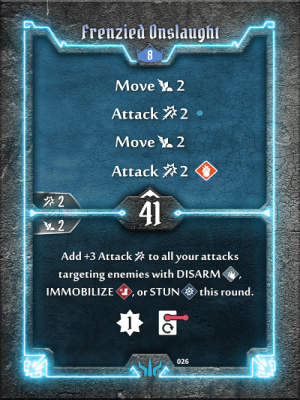 Frenzied Onslaught
8
Move 2
Attack 2
Move 2
Attack 2
2
41
2
Add +3 Attack to all your attacks
targeting enemies with DISARM ,
IMMOBILIZE , or STUN this round.
1
026